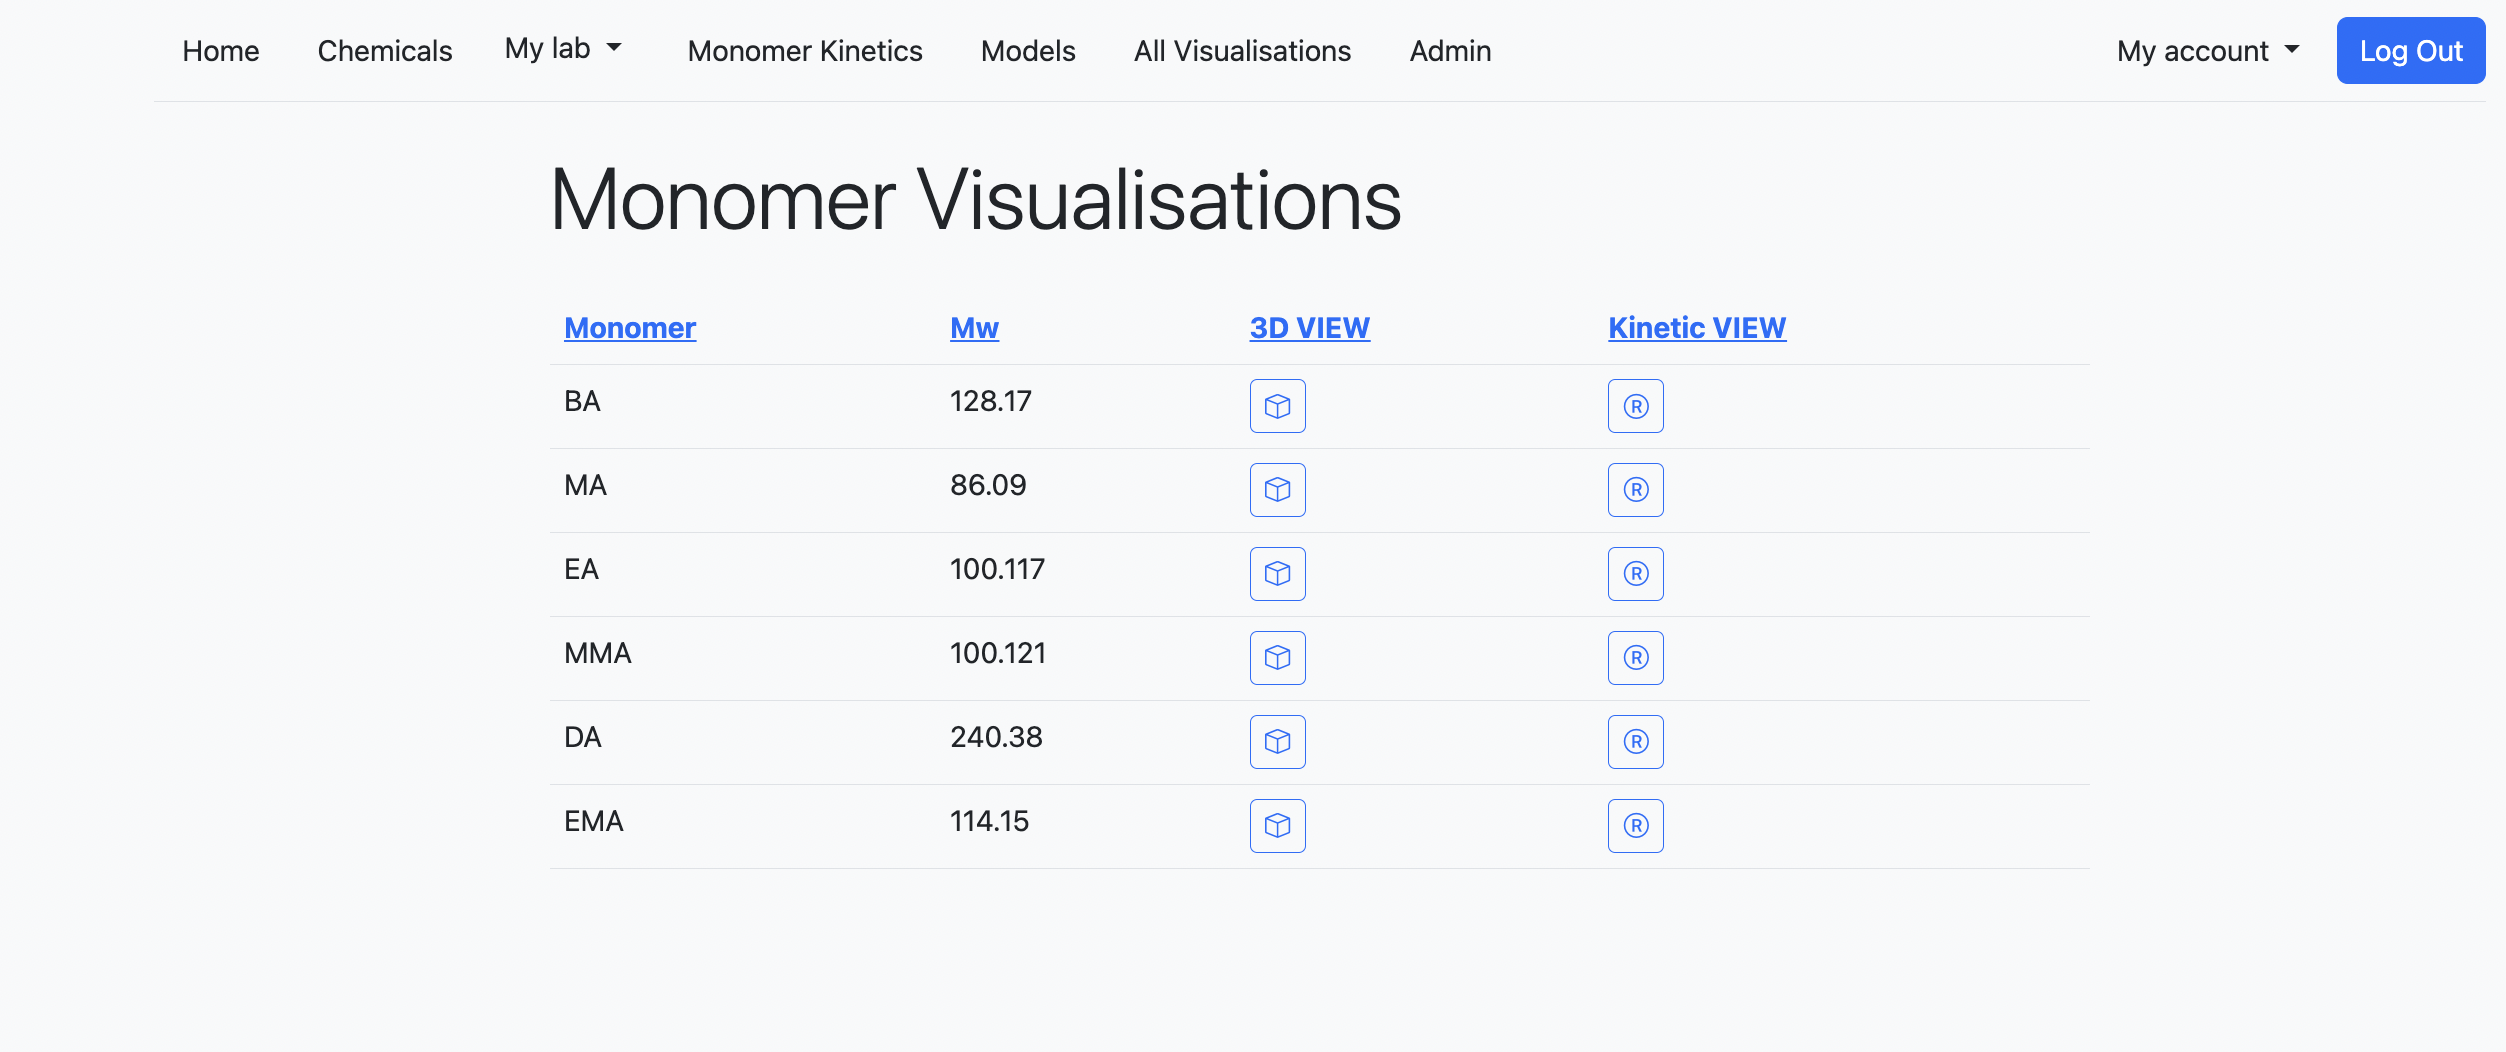 Home Chemicals My lab Monomer Kinetics Models All Visualisations Admin My account Log Out
Monomer Visualisations
Monomer Mw 3D VIEW Kinetic VIEW
BA 128.17 ®
MA 86.09 ®
EA 100.117 ®
MMA 100.121 ®
DA 240.38 ®
EMA 114.15 ®